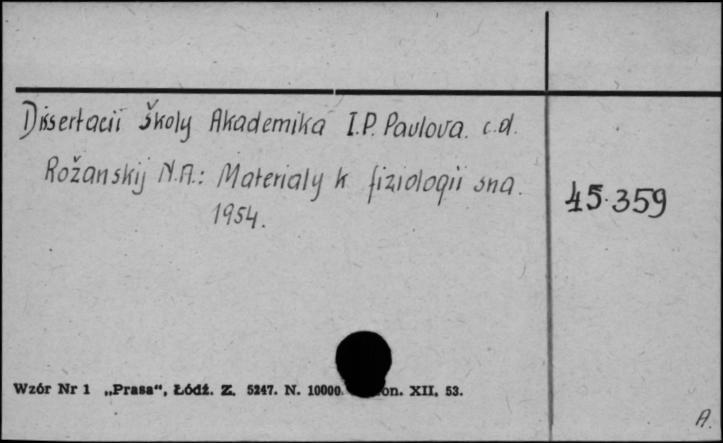 Dissertacii školy Akademika I.P. Pavlova. c.d.
Rožanskij N.A.: Materialy k fiziologii sna.
1954.
45.359
Wzór Nr 1 „Prasa“, Łódź. Z. 5247. N. 10000 on. XII. 53.
A.